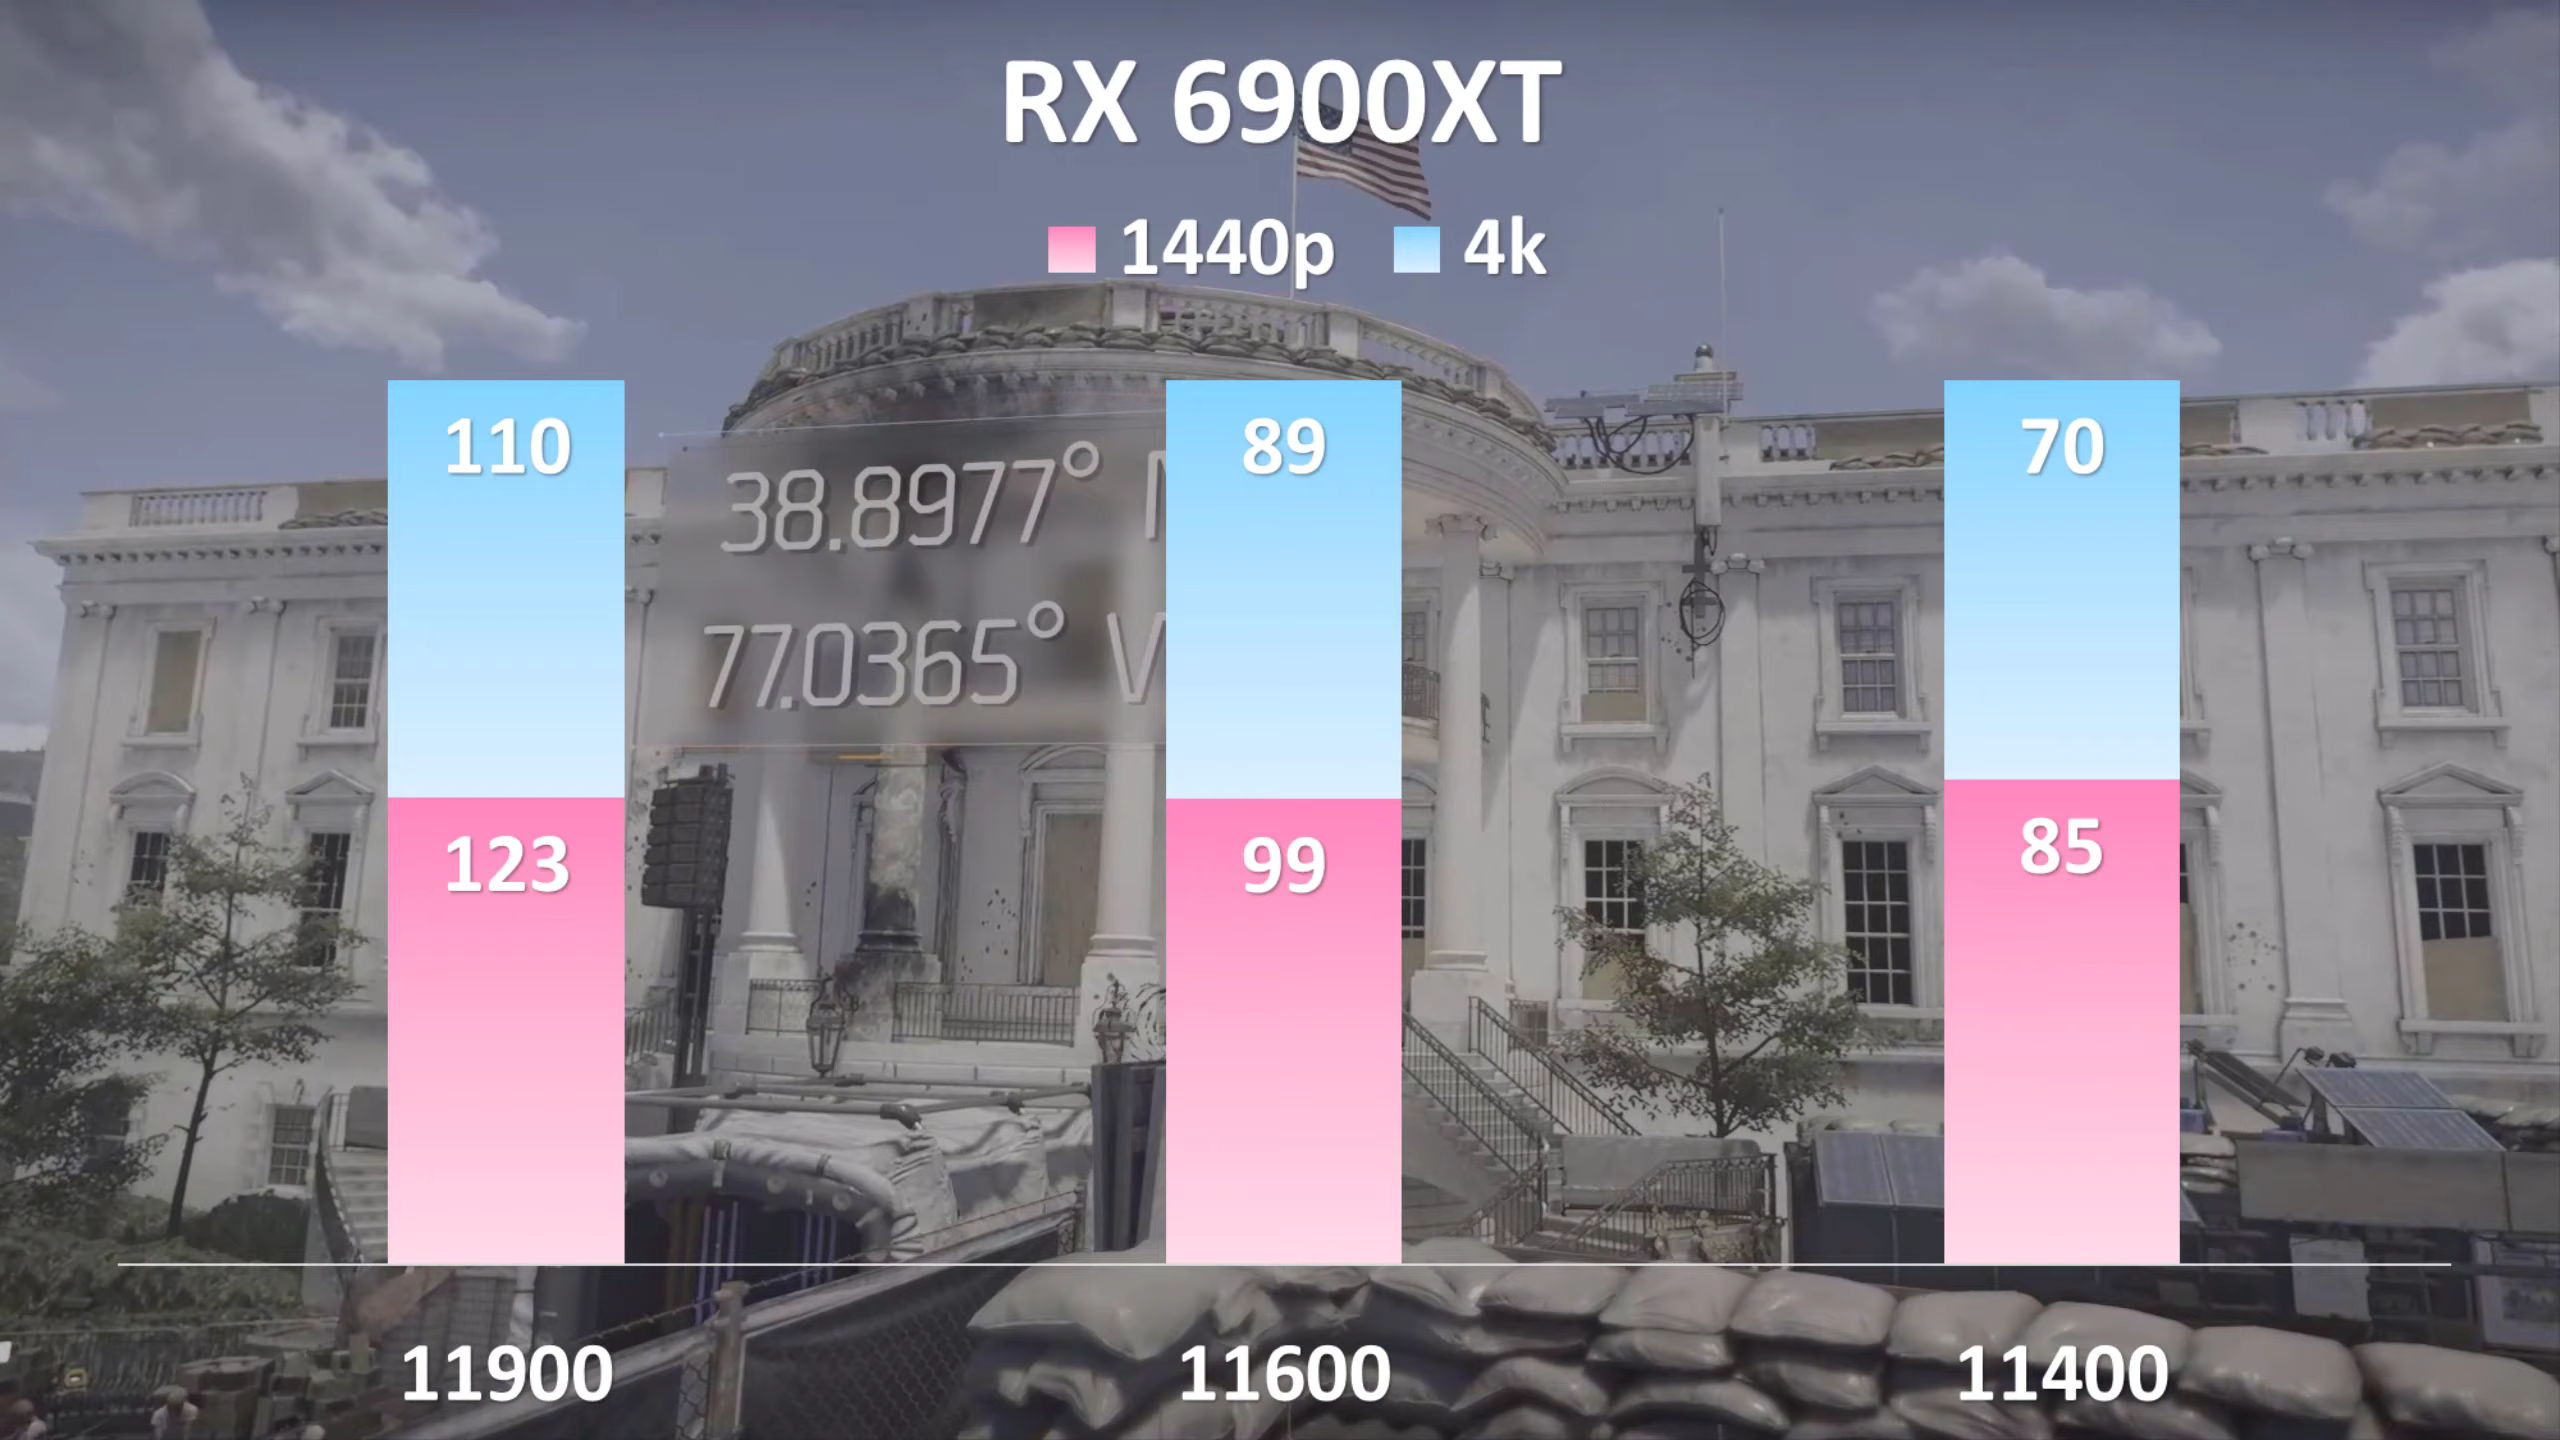 RX 6900XT
1440p 4k
110 89 70
38.8977° N
77.0365° W
123 99 85
11900 11600 11400